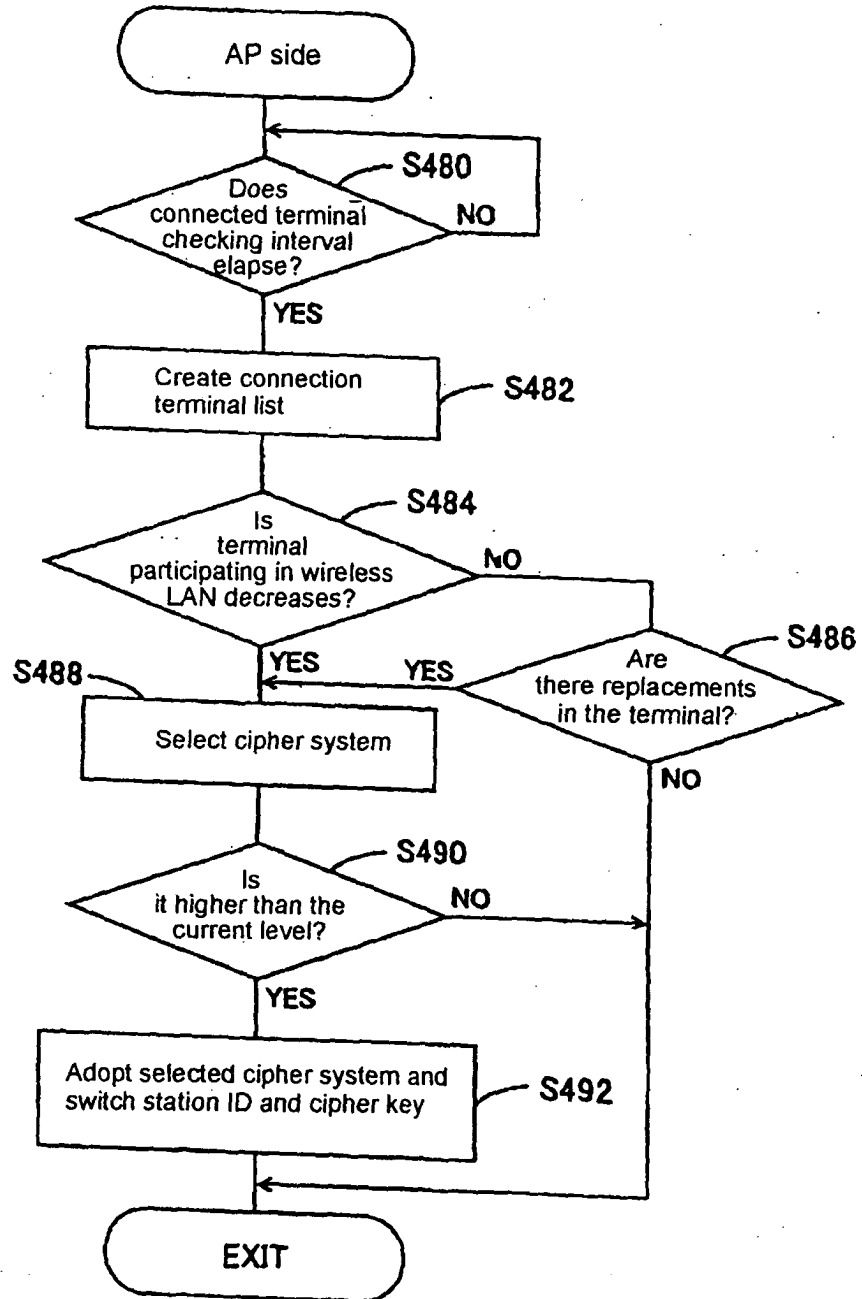 AP side
S480
Does
connected terminal
checking interval
elapse?
NO
YES
Create connection
terminal list
S482
S484
Is
terminal
participating in wireless
LAN decreases?
NO
YES
S486
Are
there replacements
in the terminal?
YES
NO
S488
Select cipher system
S490
Is
it higher than the
current level?
NO
YES
Adopt selected cipher system and
switch station ID and cipher key
S492
EXIT